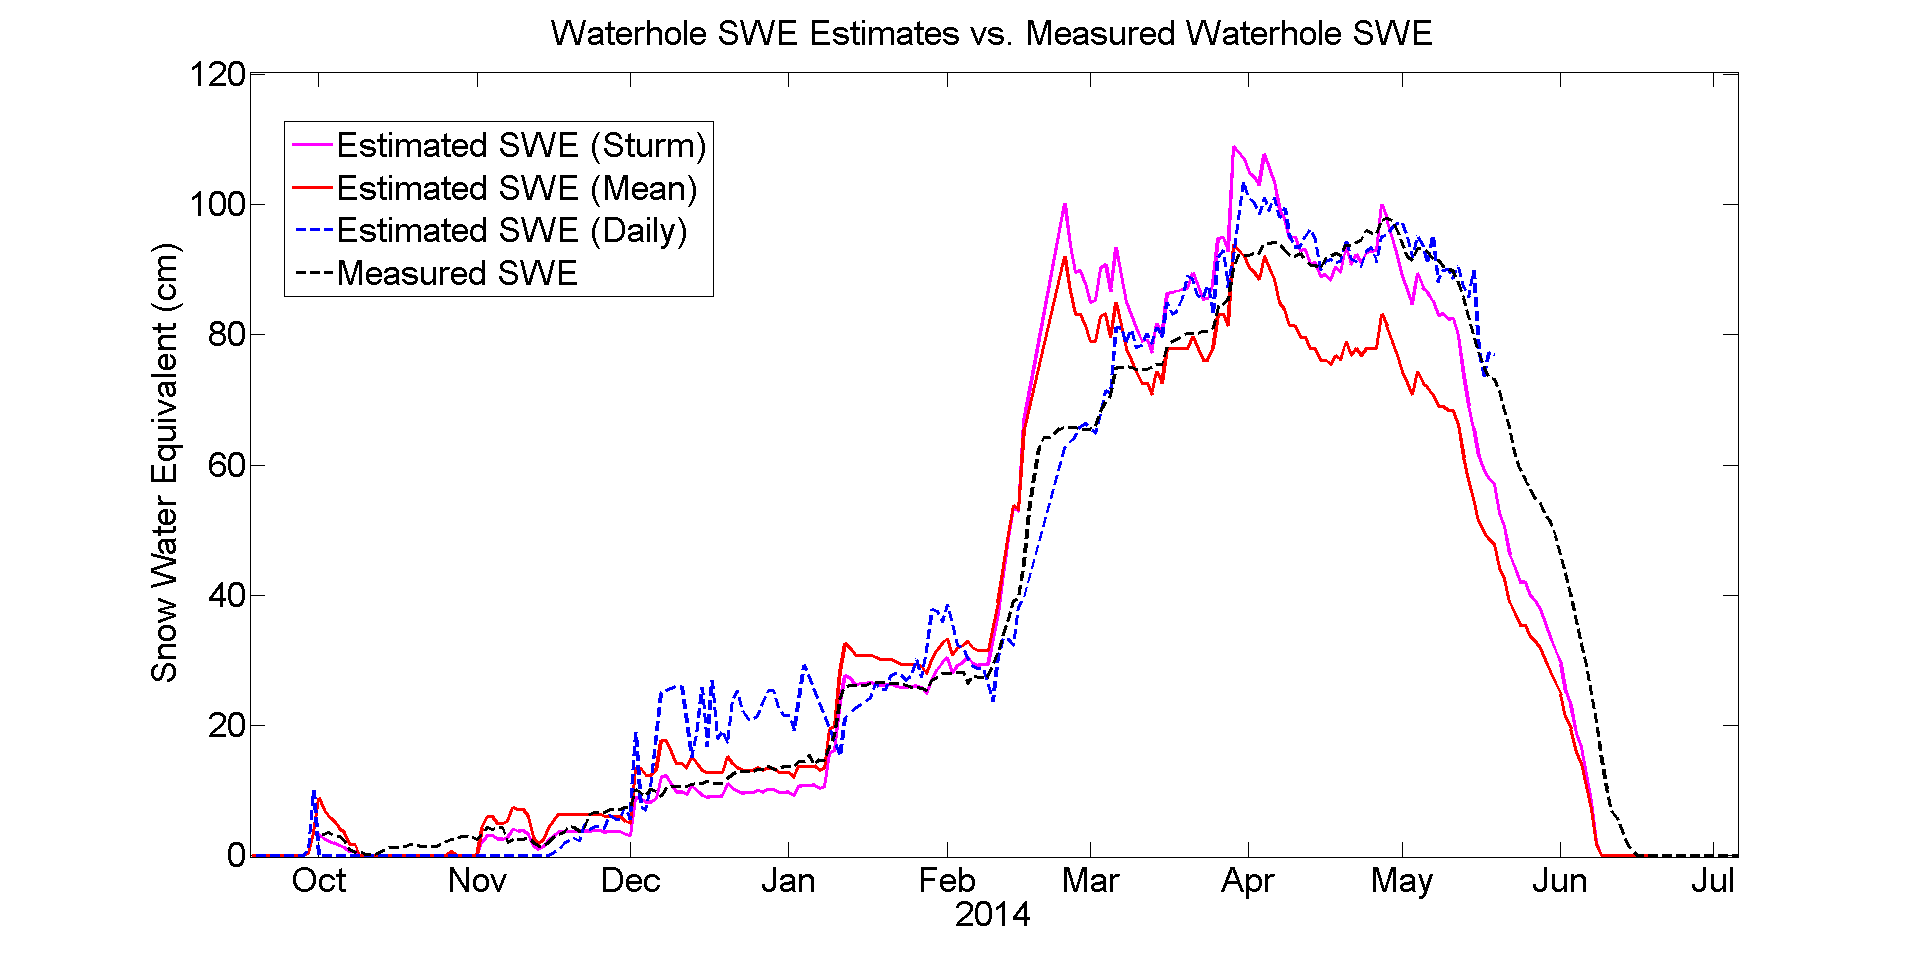 Waterhole SWE Estimates vs. Measured Waterhole SWE
120
100
80
60
40
20
0
Snow Water Equivalent (cm)
Estimated SWE (Sturm)
Estimated SWE (Mean)
Estimated SWE (Daily)
Measured SWE
Oct Nov Dec Jan Feb Mar Apr May Jun Jul
2014